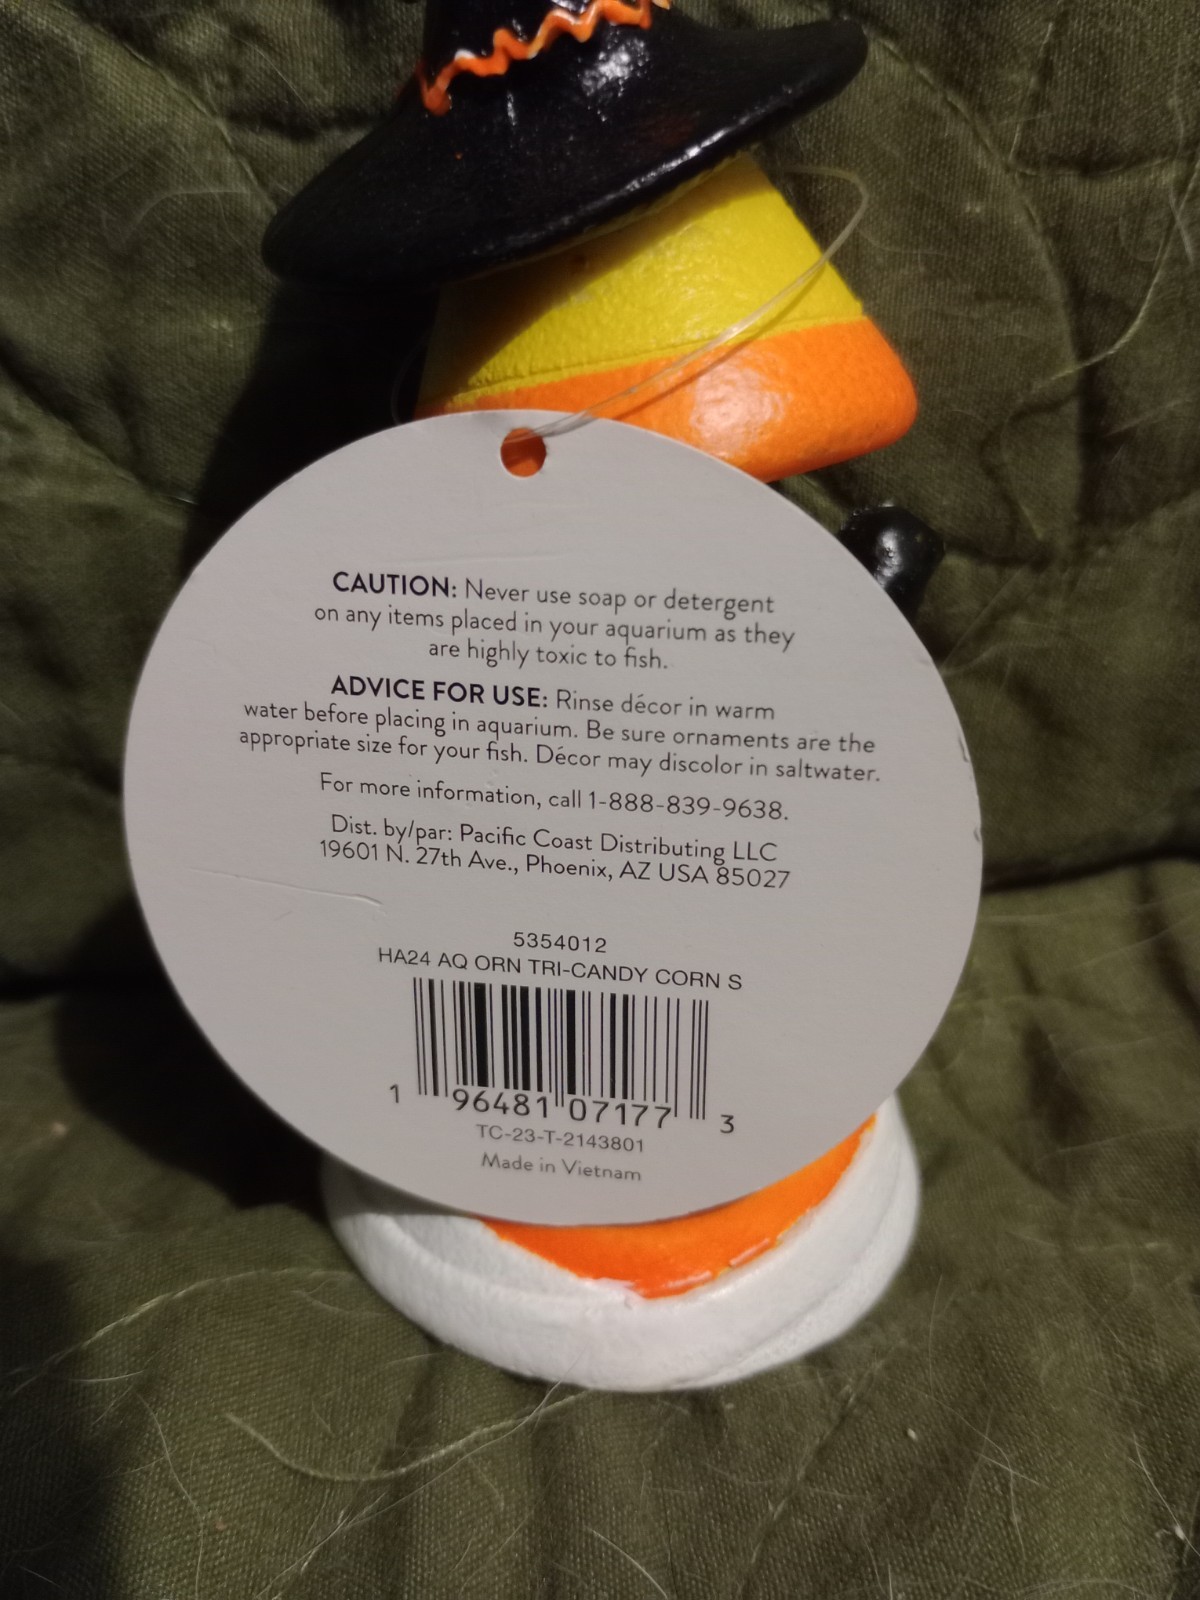 CAUTION: Never use soap or detergent
on any items placed in your aquarium as they
are highly toxic to fish.
ADVICE FOR USE: Rinse décor in warm
water before placing in aquarium. Be sure ornaments are the
appropriate size for your fish. Décor may discolor in saltwater.
For more information, call 1-888-839-9638.
Dist. by/par: Pacific Coast Distributing LLC
19601 N. 27th Ave., Phoenix, AZ USA 85027
5354012
HA24 AQ ORN TRI-CANDY CORN S
1 96481 07177 3
TC-23-T-2143801
Made in Vietnam